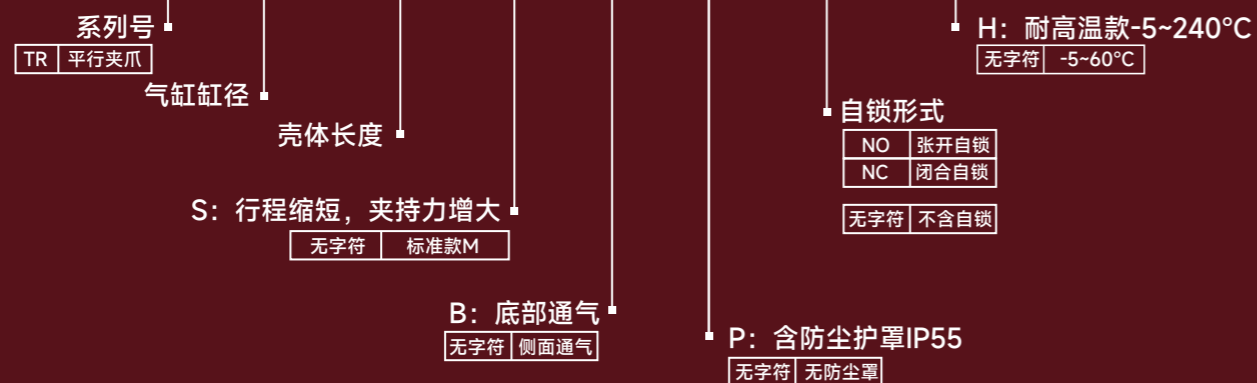 系列号
TR 平行夹爪
气缸缸径
壳体长度
S：行程缩短，夹持力增大
无字符 标准款M
B：底部通气
无字符 侧面通气
P：含防尘护罩IP55
无字符 无防尘罩
自锁形式
NO 张开自锁
NC 闭合自锁
无字符 不含自锁
H：耐高温款-5~240°C
无字符 -5~60°C